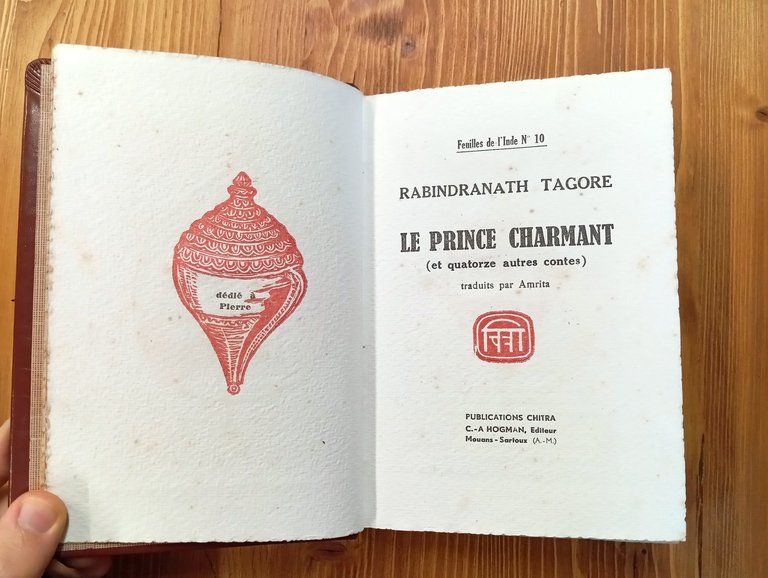 dédié à
Pierre
Feuilles de l'Inde N° 10
RABINDRANATH TAGORE
LE PRINCE CHARMANT
(et quatorze autres contes)
traduits par Amrita
PUBLICATIONS CHITRA
C.-A HOGMAN, Editeur
Mouans-Sartoux (A.-M.)